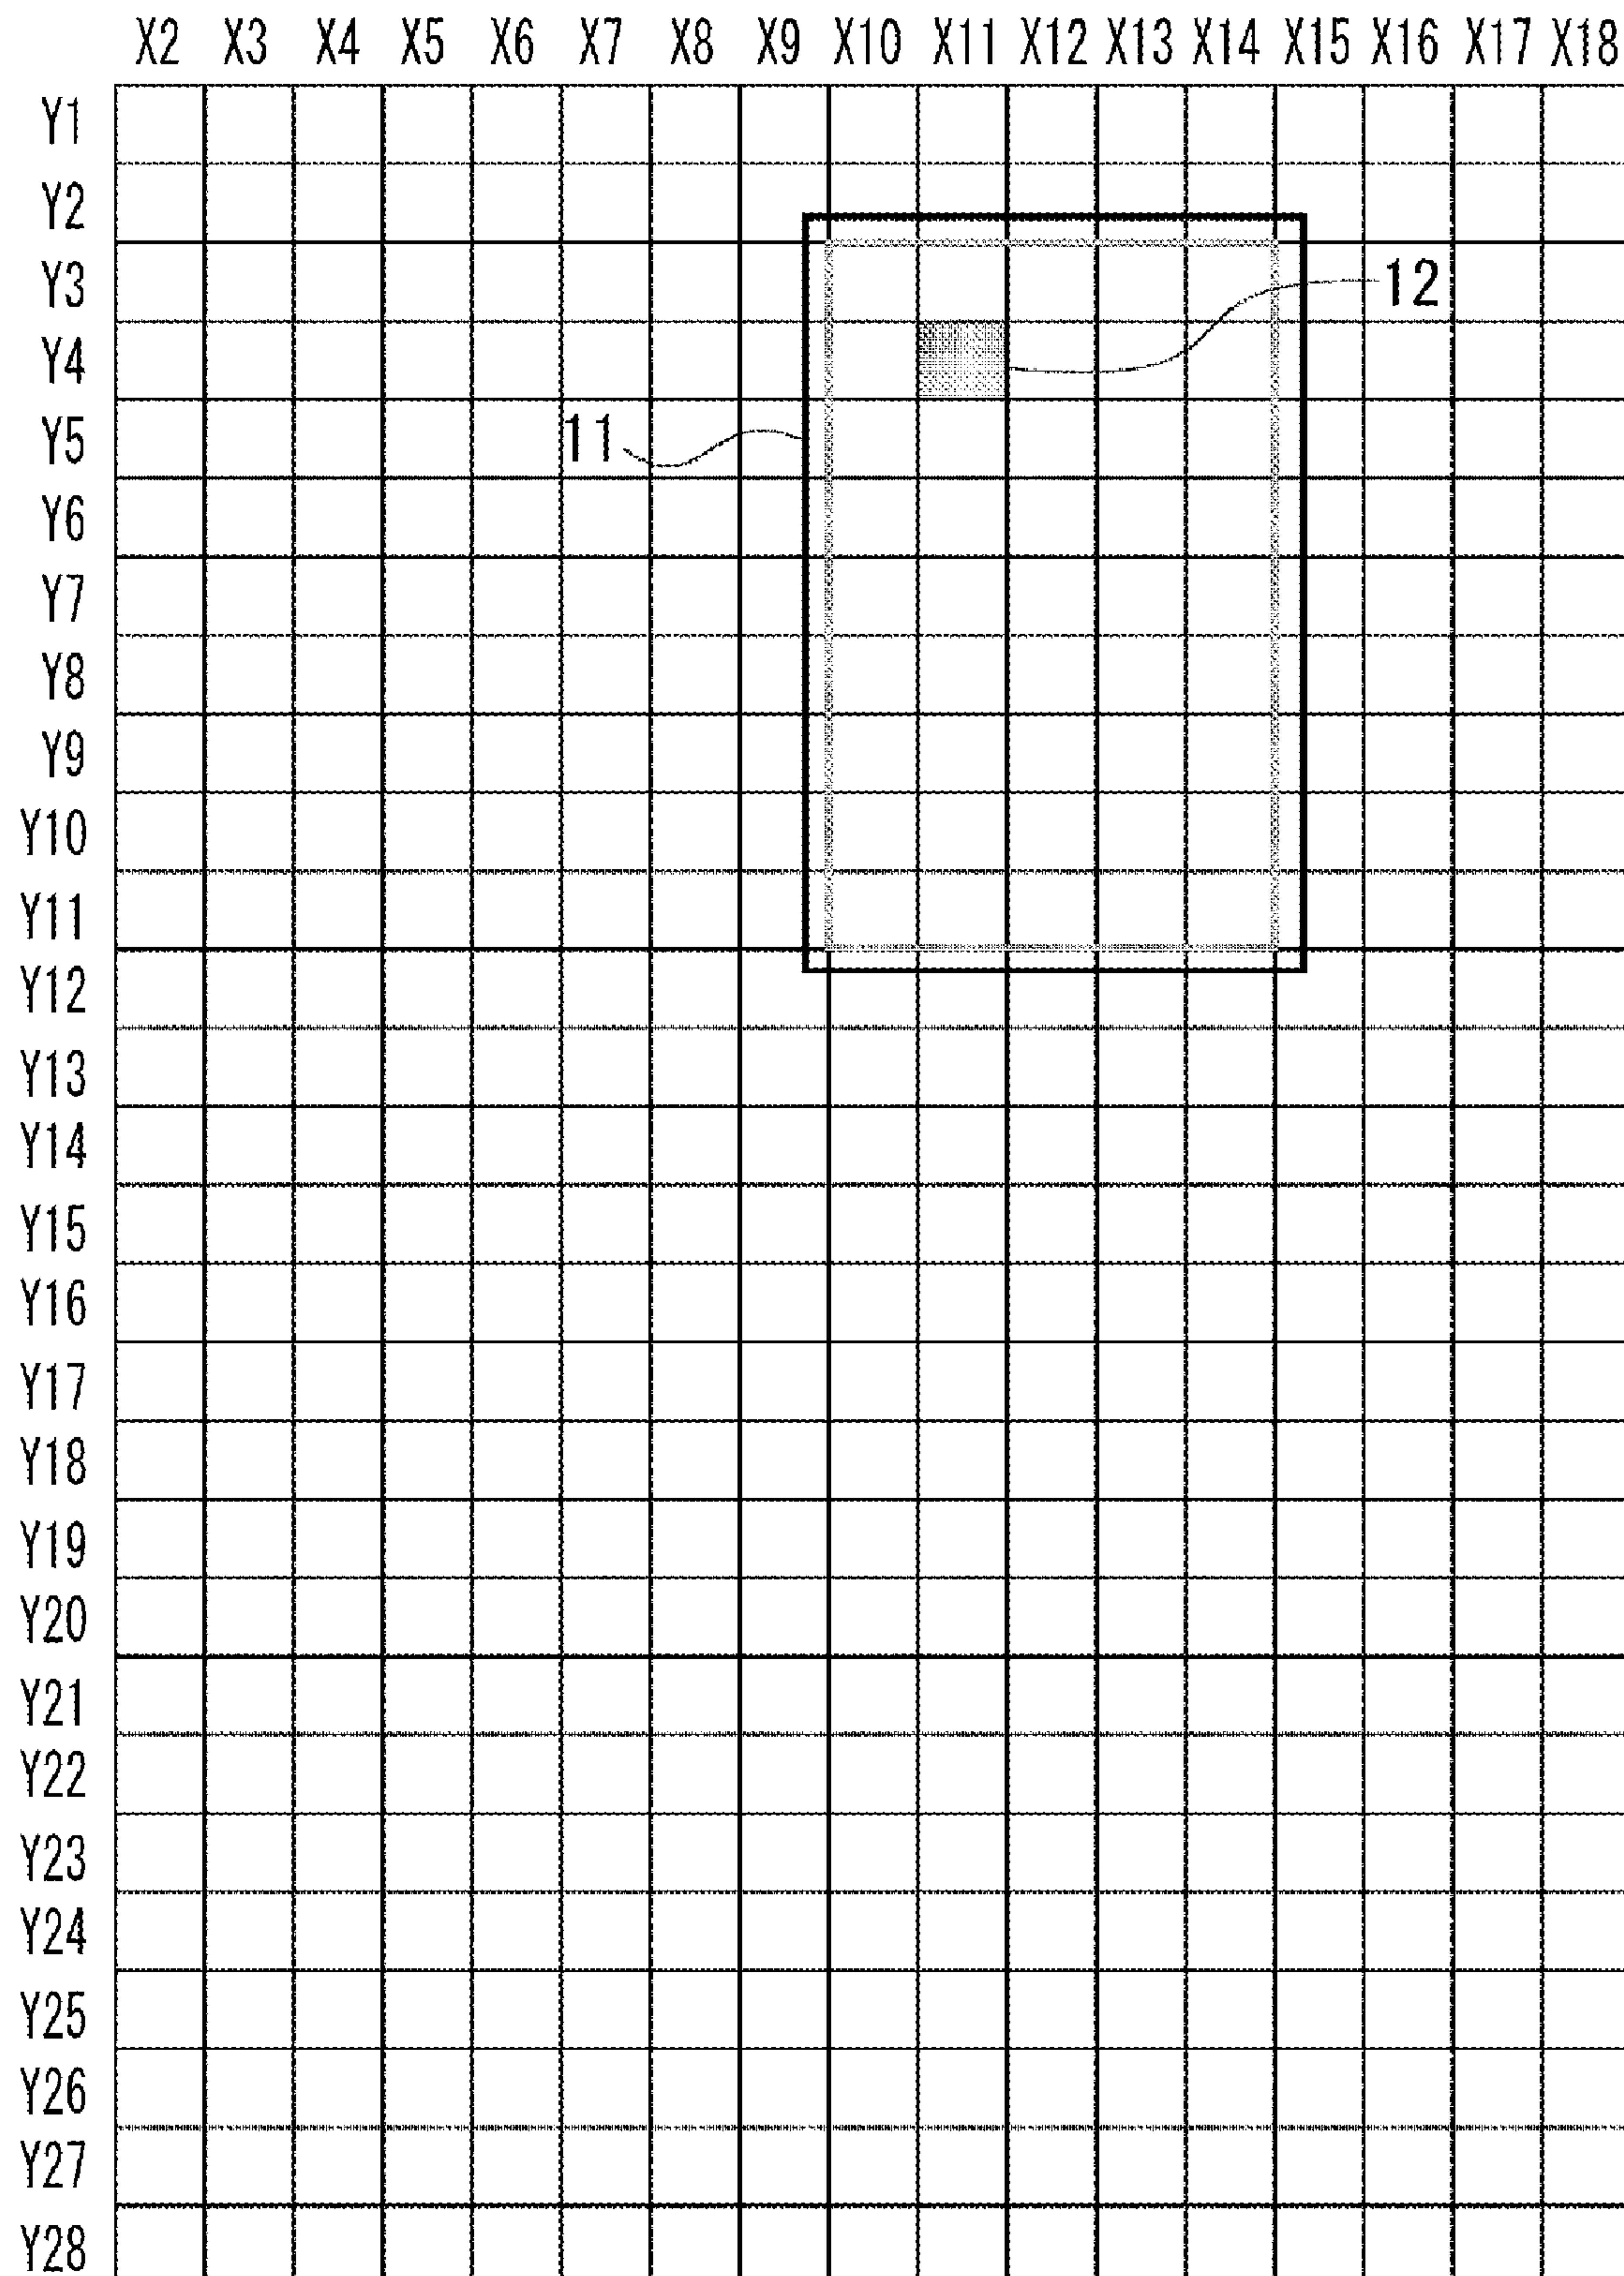 X2 X3 X4 X5 X6 X7 X8 X9 X10 X11 X12 X13 X14 X15 X16 X17 X18
Y1
Y2
Y3
12
Y4
Y5
11
Y6
Y7
Y8
Y9
Y10
Y11
Y12
Y13
Y14
Y15
Y16
Y17
Y18
Y19
Y20
Y21
Y22
Y23
Y24
Y25
Y26
Y27
Y28